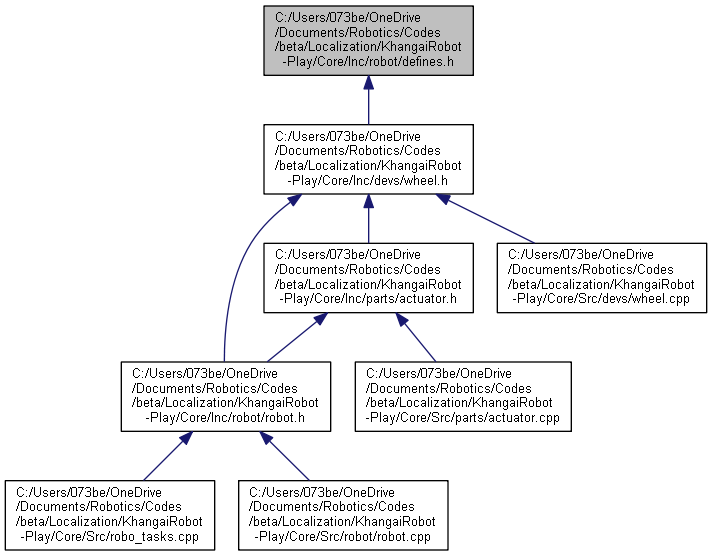 C:/Users/073be/OneDrive
/Documents/Robotics/Codes
/beta/Localization/KhangaiRobot
-Play/Core/Inc/robot/defines.h
C:/Users/073be/OneDrive
/Documents/Robotics/Codes
/beta/Localization/KhangaiRobot
-Play/Core/Inc/devs/wheel.h
C:/Users/073be/OneDrive
/Documents/Robotics/Codes
/beta/Localization/KhangaiRobot
-Play/Core/Inc/parts/actuator.h
C:/Users/073be/OneDrive
/Documents/Robotics/Codes
/beta/Localization/KhangaiRobot
-Play/Core/Src/devs/wheel.cpp
C:/Users/073be/OneDrive
/Documents/Robotics/Codes
/beta/Localization/KhangaiRobot
-Play/Core/Inc/robot/robot.h
C:/Users/073be/OneDrive
/Documents/Robotics/Codes
/beta/Localization/KhangaiRobot
-Play/Core/Src/parts/actuator.cpp
C:/Users/073be/OneDrive
/Documents/Robotics/Codes
/beta/Localization/KhangaiRobot
-Play/Core/Src/robo_tasks.cpp
C:/Users/073be/OneDrive
/Documents/Robotics/Codes
/beta/Localization/KhangaiRobot
-Play/Core/Src/robot/robot.cpp